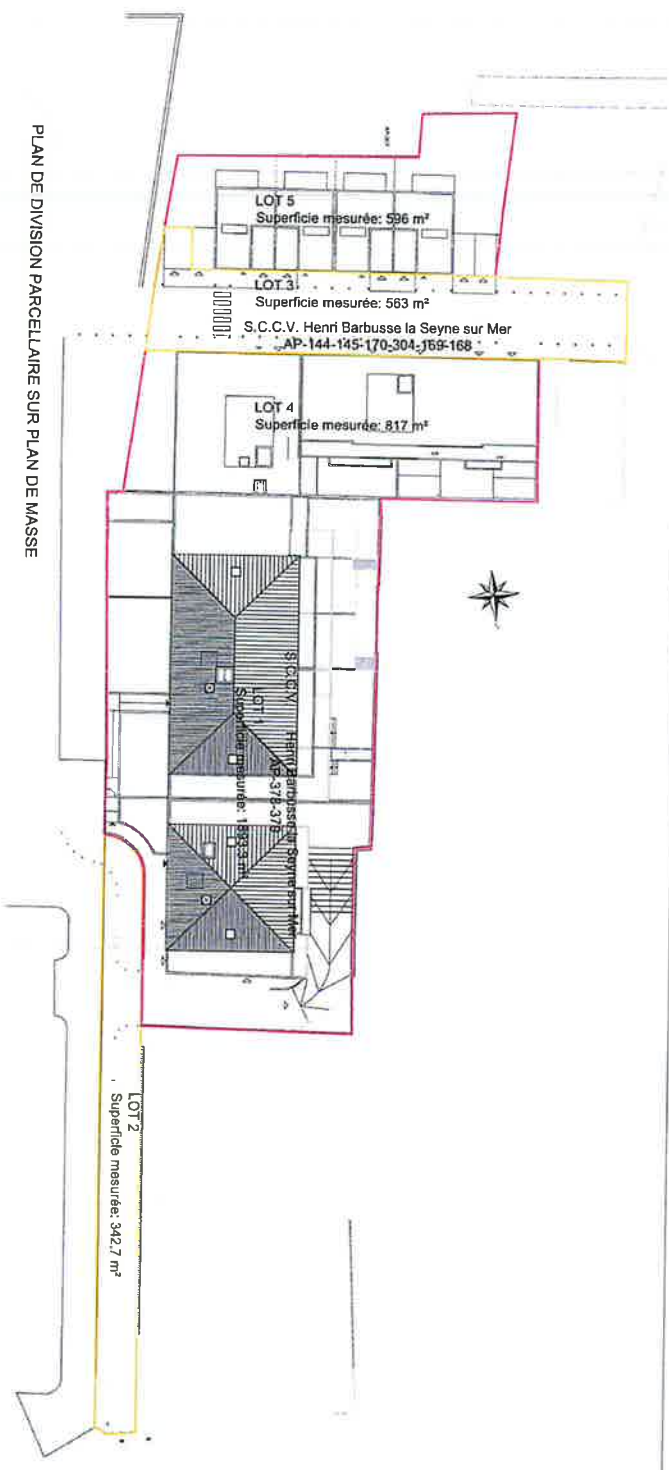 PLAN DE DIVISION PARCELLAIRE SUR PLAN DE MASSE
LOT 5
Superficie mesurée: 596 m²
LOT 3
Superficie mesurée: 563 m²
S.C.C.V. Henri Barbusse la Seyne sur Mer
AP-144-145-170-304-169-168
LOT 4
Superficie mesurée: 817 m²
S.C.C.V. Henri Barbusse la Seyne sur Mer
AP-378-379
LOT 1
Superficie mesurée:
LOT 2
Superficie mesurée: 342.7 m²